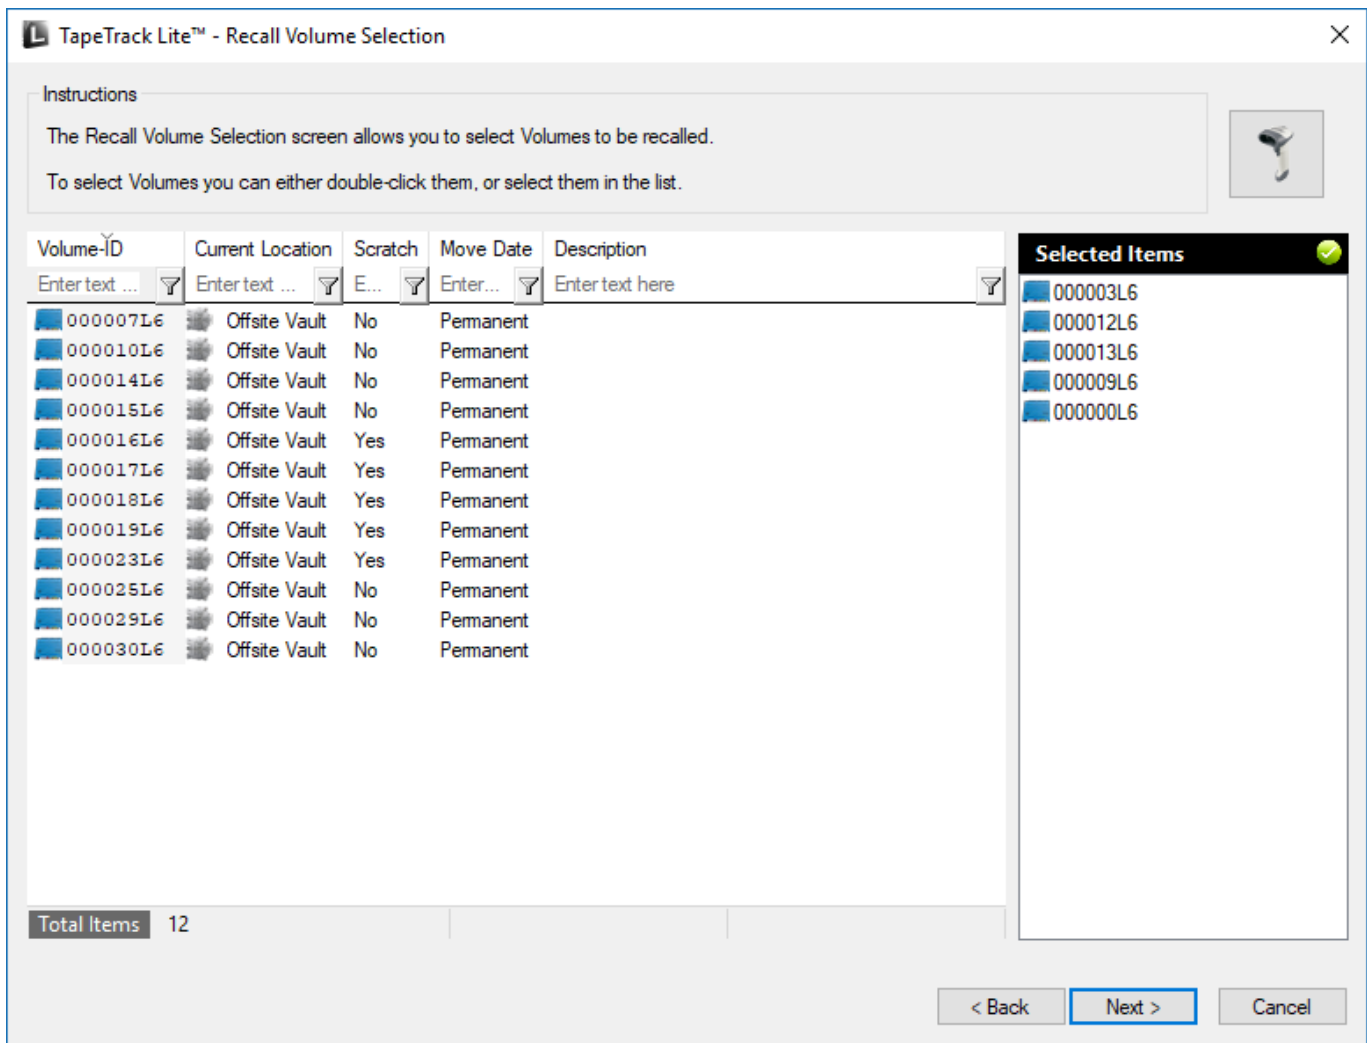 TapeTrack Lite™ - Recall Volume Selection
Instructions
The Recall Volume Selection screen allows you to select Volumes to be recalled.
To select Volumes you can either double-click them, or select them in the list.
Volume-ID Current Location Scratch Move Date Description
Enter text ... Enter text ... E... Enter... Enter text here
000007L6 Offsite Vault No Permanent
000010L6 Offsite Vault No Permanent
000014L6 Offsite Vault No Permanent
000015L6 Offsite Vault No Permanent
000016L6 Offsite Vault Yes Permanent
000017L6 Offsite Vault Yes Permanent
000018L6 Offsite Vault Yes Permanent
000019L6 Offsite Vault Yes Permanent
000023L6 Offsite Vault Yes Permanent
000025L6 Offsite Vault No Permanent
000029L6 Offsite Vault No Permanent
000030L6 Offsite Vault No Permanent
Total Items 12
Selected Items
000003L6
000012L6
000013L6
000009L6
000000L6
< Back Next > Cancel